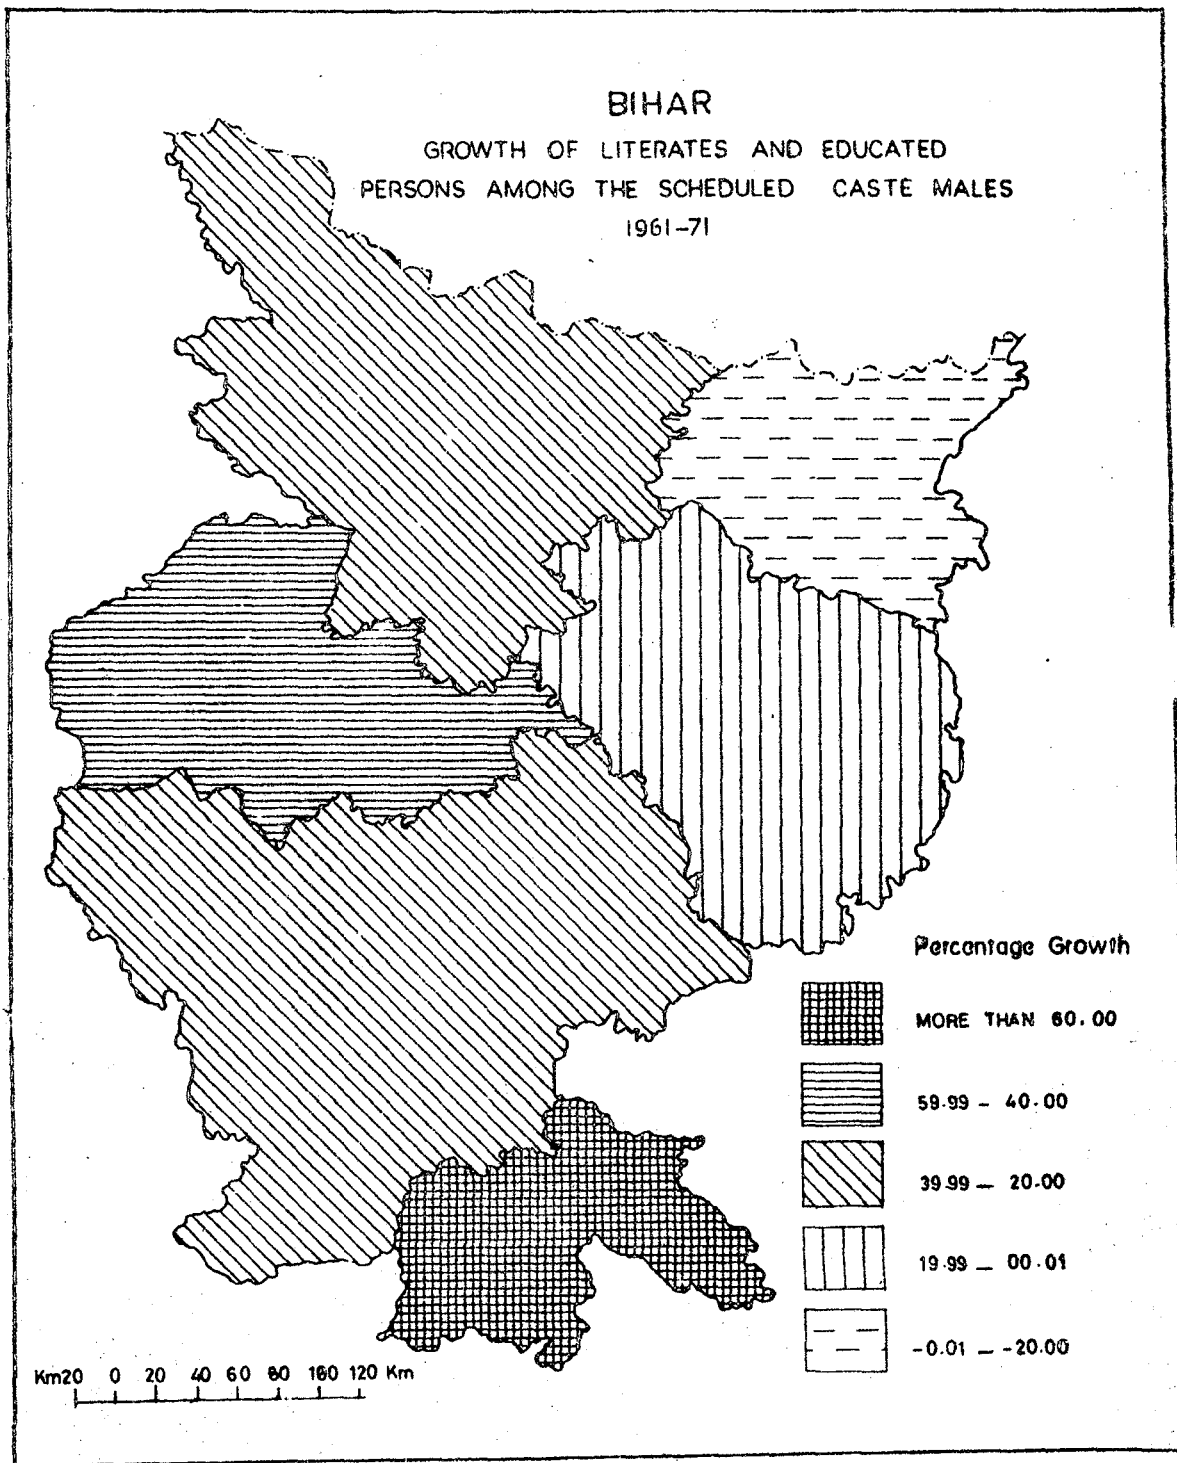 BIHAR
GROWTH OF LITERATES AND EDUCATED
PERSONS AMONG THE SCHEDULED CASTE MALES
1961-71
Percentage Growth
MORE THAN 60.00
59.99 - 40.00
39.99 - 20.00
19.99 - 00.01
-0.01 - -20.00
Km20 0 20 40 60 80 100 120 Km